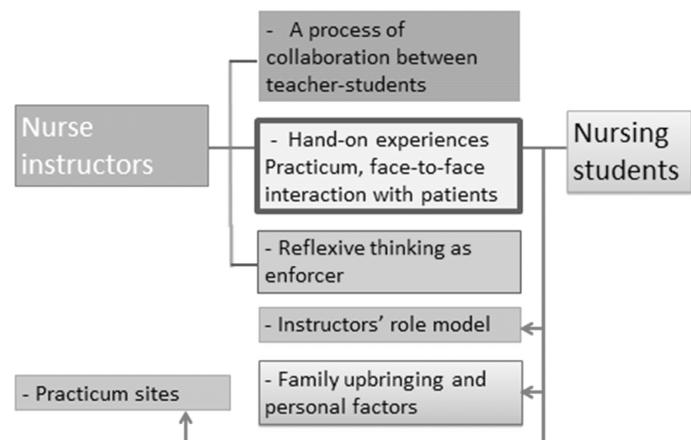 - A process of
collaboration between
teacher-students
Nurse
instructors
- Hand-on experiences
Practicum, face-to-face
interaction with patients
Nursing
students
- Reflexive thinking as
enforcer
- Instructors' role model
- Practicum sites
- Family upbringing and
personal factors